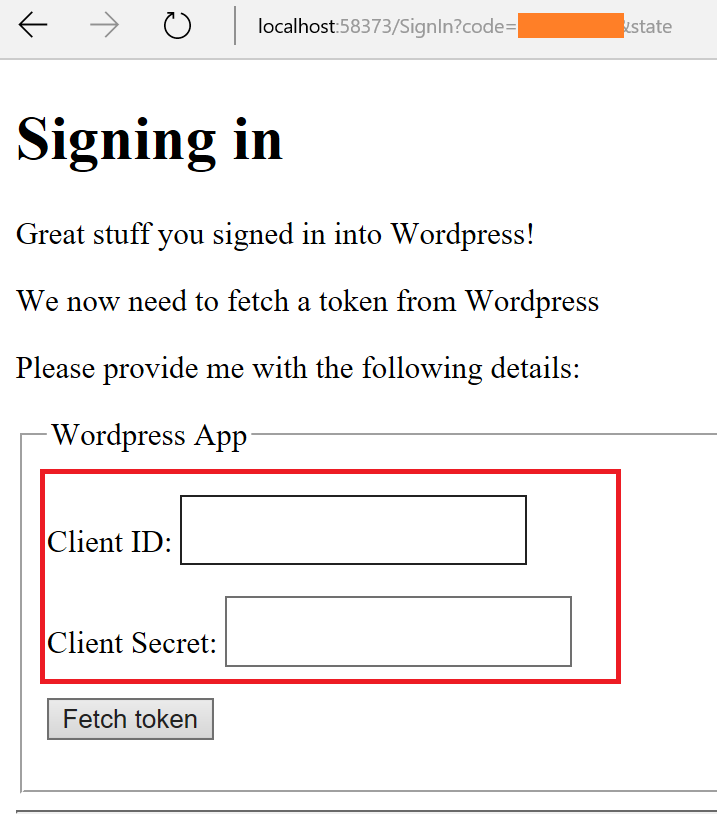 localhost:58373/SignIn?code= &state
Signing in
Great stuff you signed in into Wordpress!
We now need to fetch a token from Wordpress
Please provide me with the following details:
Wordpress App
Client ID:
Client Secret:
Fetch token